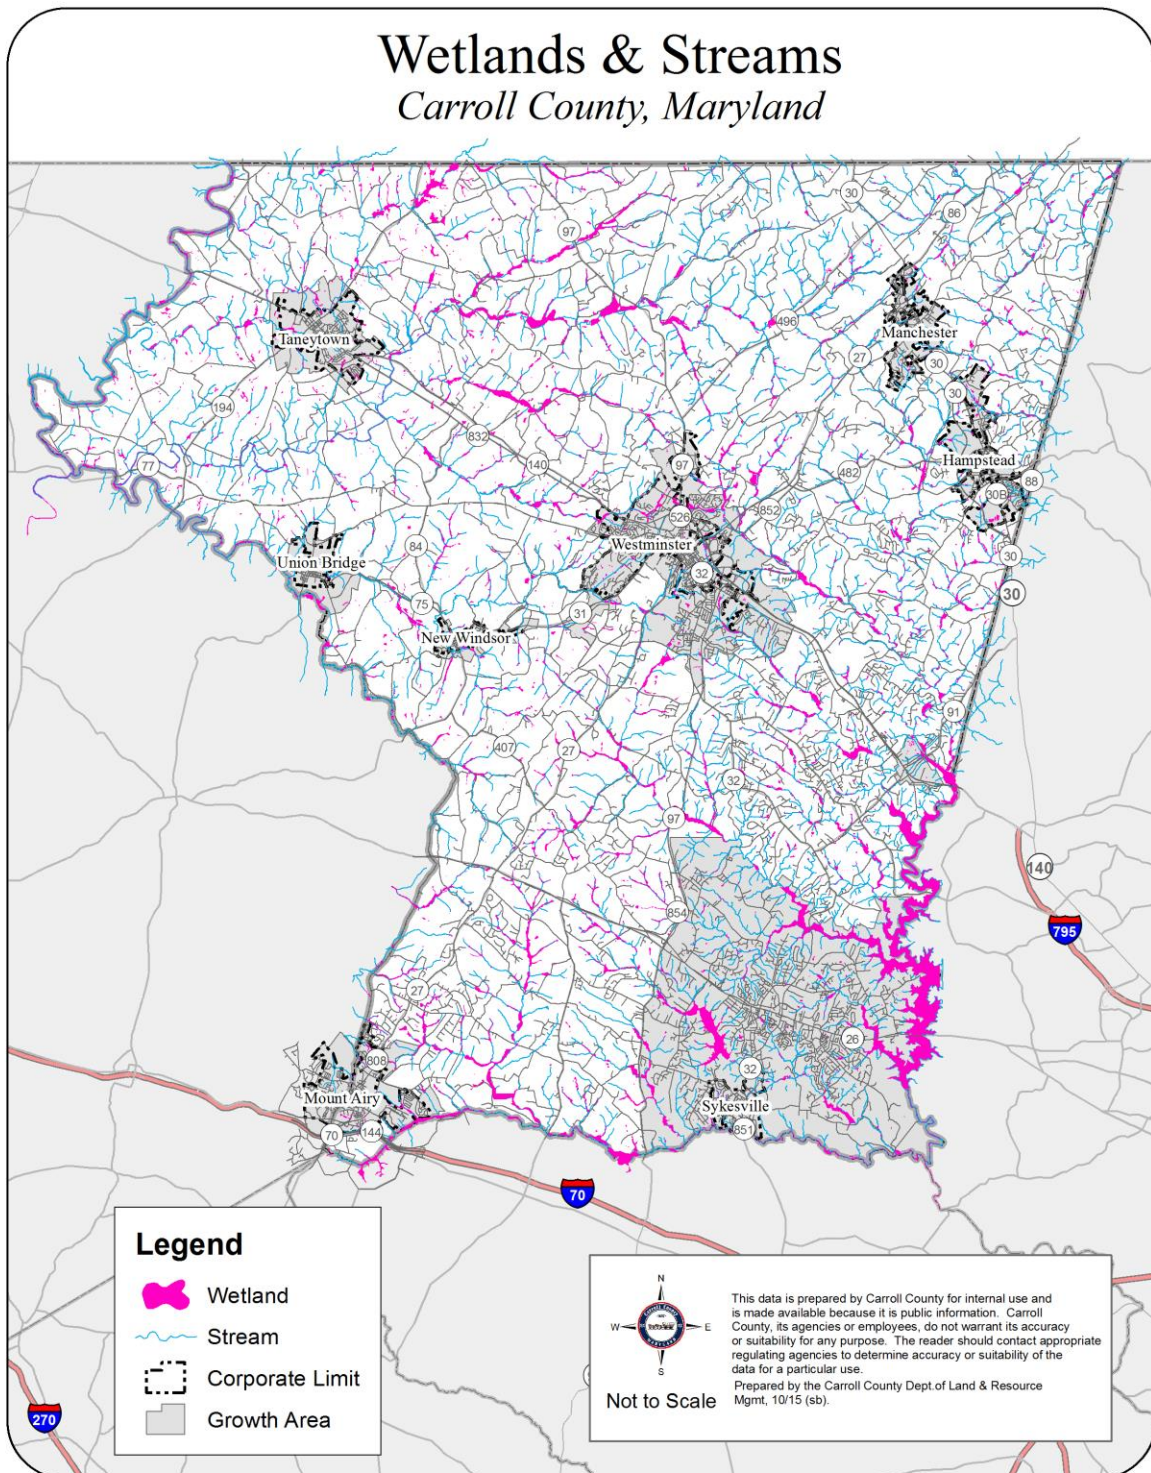 Wetlands & Streams
Carroll County, Maryland
30
86
97
496
Manchester
Taneytown
27
30
30
194
832
97
140
482
Hampstead
77
88
30B
852
526
Westminster
84
30
Union Bridge
32
30
75
31
New Windsor
91
407
27
32
97
140
854
795
27
26
808
32
Mount Airy
Sykesville
144
70
851
70
Legend
Wetland
Stream
Corporate Limit
Growth Area
270
N
W
E
S
Not to Scale
This data is prepared by Carroll County for internal use and
is made available because it is public information. Carroll
County, its agencies or employees, do not warrant its accuracy
or suitability for any purpose. The reader should contact appropriate
regulating agencies to determine accuracy or suitability of the
data for a particular use.
Prepared by the Carroll County Dept.of Land & Resource
Mgmt, 10/15 (sb).